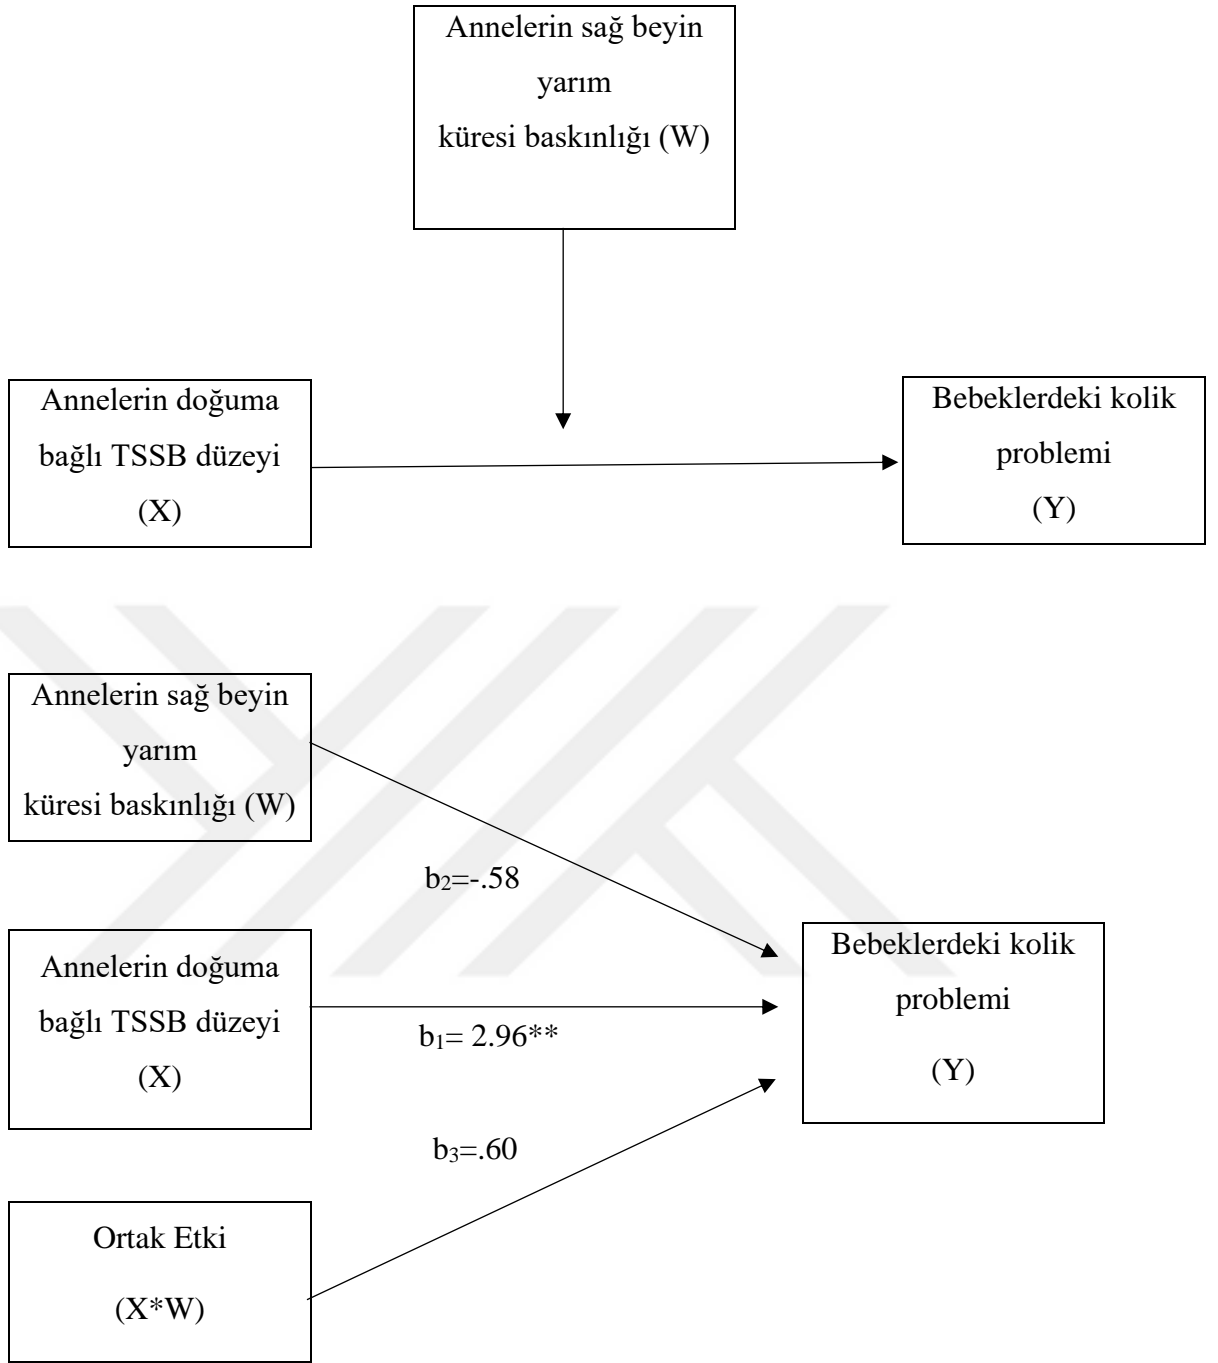 Annelerin sağ beyin
yarım
küresi baskınlığı (W)
Annelerin doğuma
bağlı TSSB düzeyi
(X)
Bebeklerdeki kolik
problemi
(Y)
Annelerin sağ beyin
yarım
küresi baskınlığı (W)
b₂=-.58
Annelerin doğuma
bağlı TSSB düzeyi
(X)
b₁= 2.96**
Bebeklerdeki kolik
problemi
(Y)
b₃=.60
Ortak Etki
(X*W)